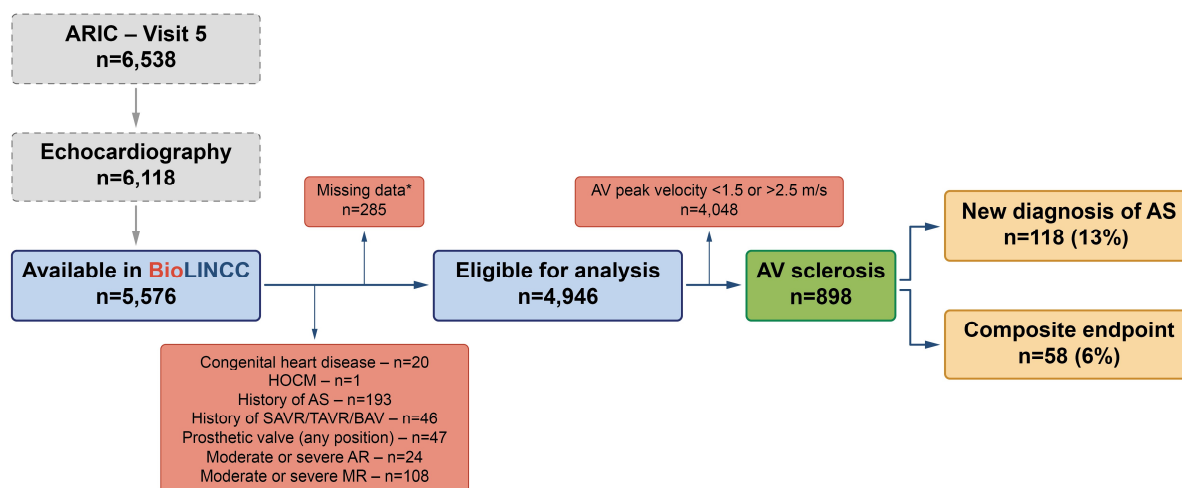 ARIC – Visit 5
n=6,538
Echocardiography
n=6,118
Available in BioLINCC
n=5,576
Missing data*
n=285
Congenital heart disease – n=20
HOCM – n=1
History of AS – n=193
History of SAVR/TAVR/BAV – n=46
Prosthetic valve (any position) – n=47
Moderate or severe AR – n=24
Moderate or severe MR – n=108
Eligible for analysis
n=4,946
AV peak velocity <1.5 or >2.5 m/s
n=4,048
AV sclerosis
n=898
New diagnosis of AS
n=118 (13%)
Composite endpoint
n=58 (6%)